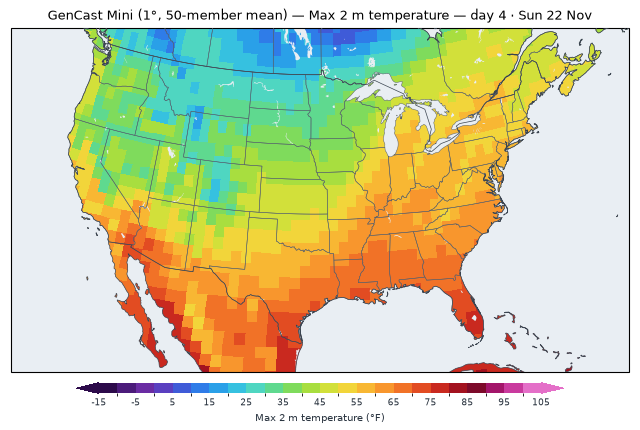 GenCast Mini (1°, 50-member mean) — Max 2 m temperature — day 4 · Sun 22 Nov
-15 -5 5 15 25 35 45 55 65 75 85 95 105
Max 2 m temperature (°F)